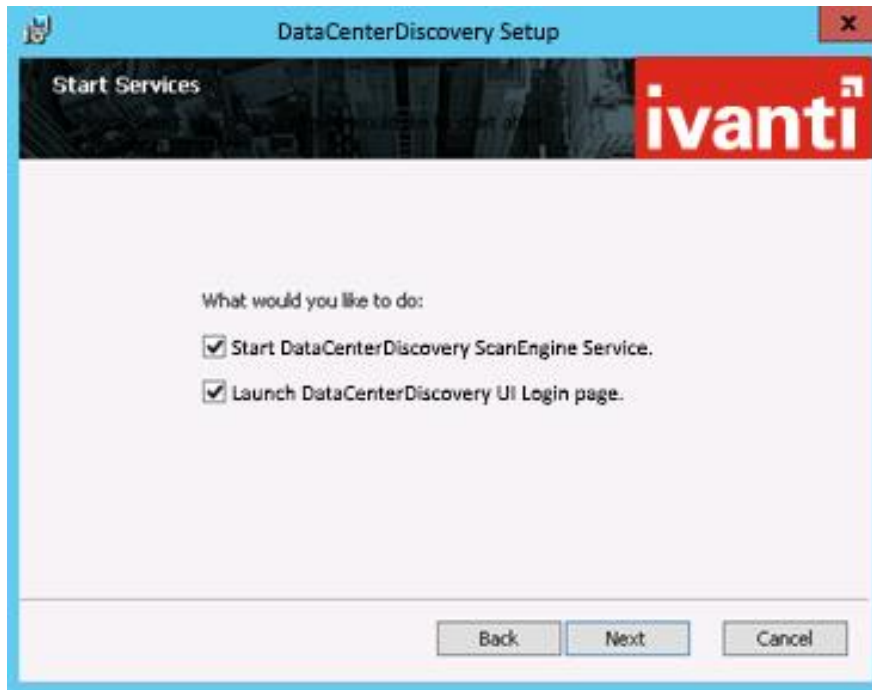 DataCenterDiscovery Setup
x
Start Services
ivanti
What would you like to do:
Start DataCenterDiscovery ScanEngine Service.
Launch DataCenterDiscovery UI Login page.
Back Next Cancel